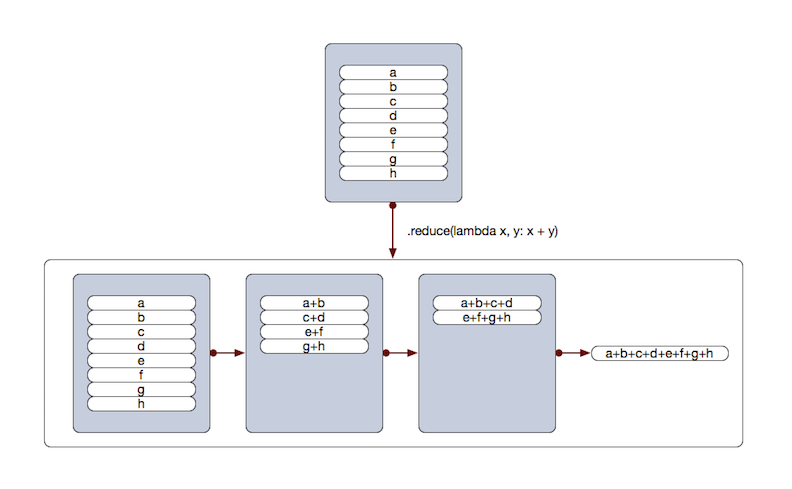 a
b
c
d
e
f
g
h
.reduce(lambda x, y: x + y)
a
b
c
d
e
f
g
h
a+b
c+d
e+f
g+h
a+b+c+d
e+f+g+h
a+b+c+d+e+f+g+h